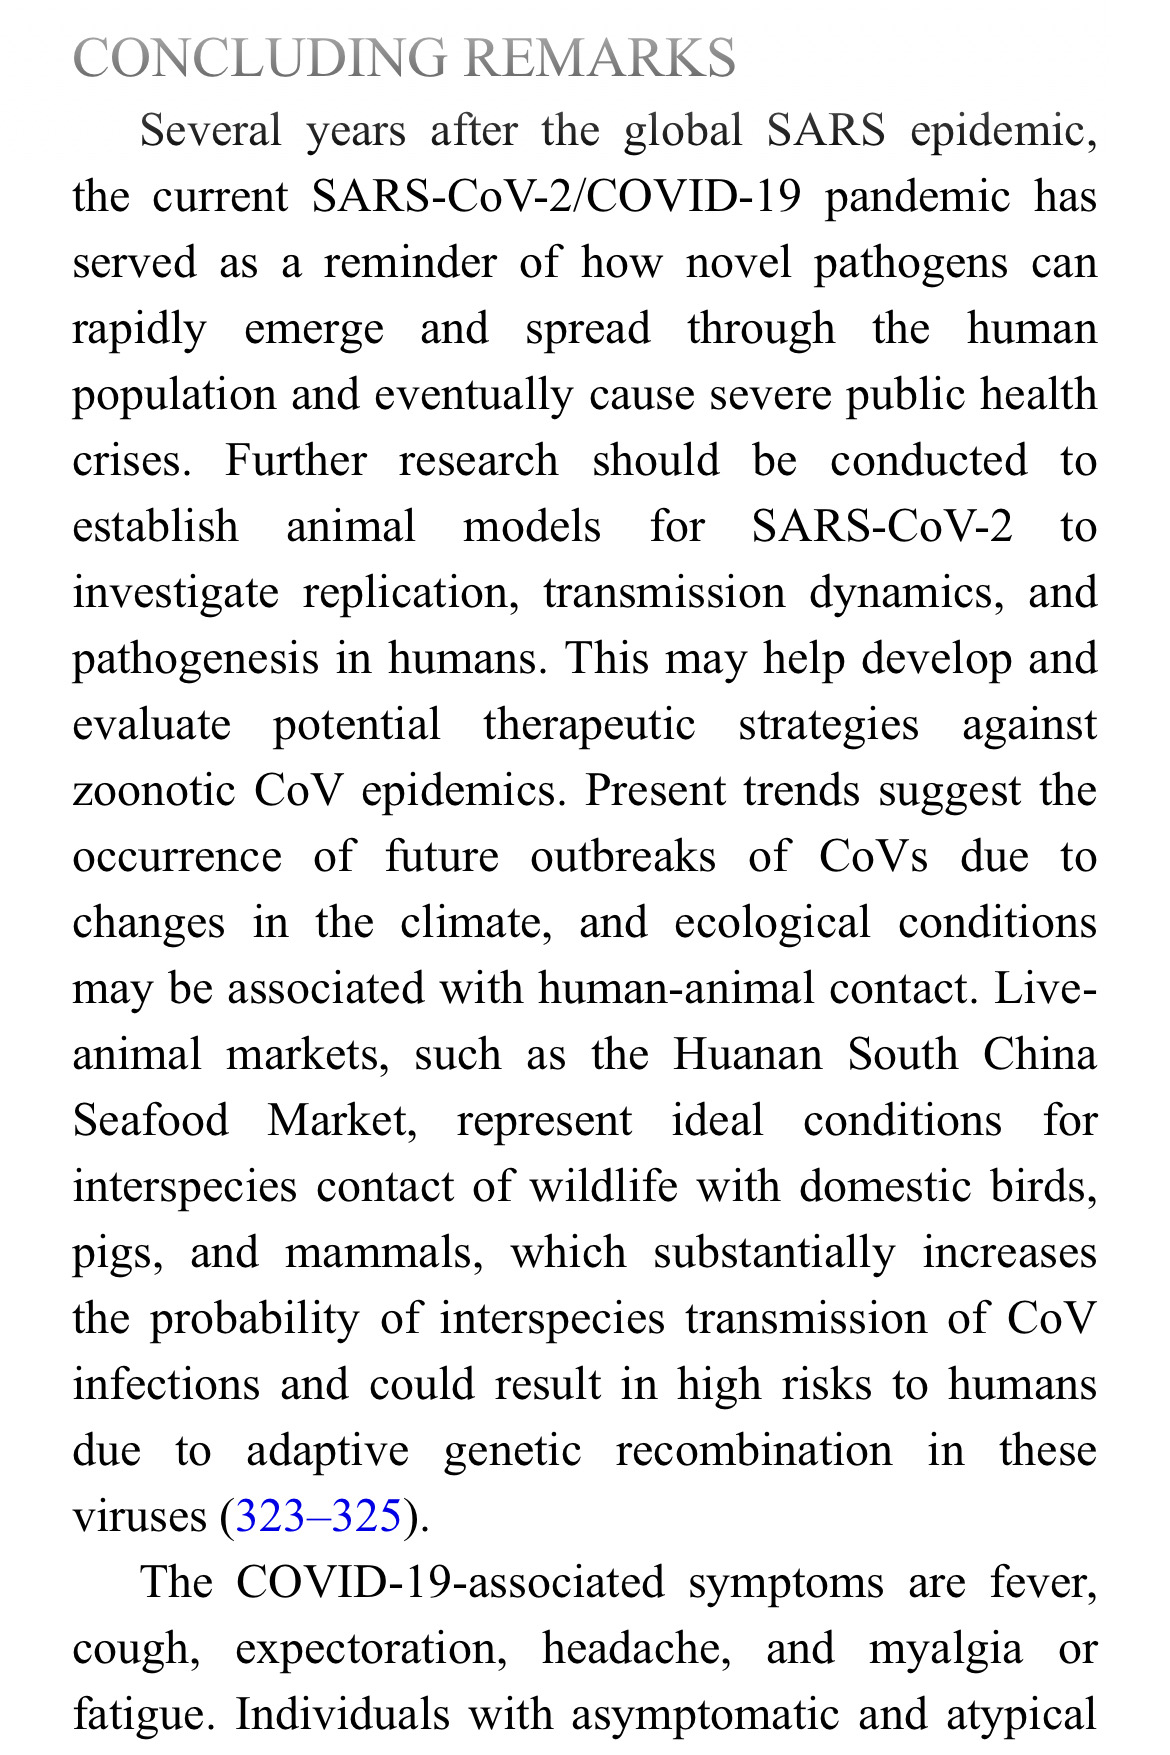 CONCLUDING REMARKS
Several years after the global SARS epidemic,
the current SARS-CoV-2/COVID-19 pandemic has
served as a reminder of how novel pathogens can
rapidly emerge and spread through the human
population and eventually cause severe public health
crises. Further research should be conducted to
establish animal models for SARS-CoV-2 to
investigate replication, transmission dynamics, and
pathogenesis in humans. This may help develop and
evaluate potential therapeutic strategies against
zoonotic CoV epidemics. Present trends suggest the
occurrence of future outbreaks of CoVs due to
changes in the climate, and ecological conditions
may be associated with human-animal contact. Live-
animal markets, such as the Huanan South China
Seafood Market, represent ideal conditions for
interspecies contact of wildlife with domestic birds,
pigs, and mammals, which substantially increases
the probability of interspecies transmission of CoV
infections and could result in high risks to humans
due to adaptive genetic recombination in these
viruses (323–325).
The COVID-19-associated symptoms are fever,
cough, expectoration, headache, and myalgia or
fatigue. Individuals with asymptomatic and atypical